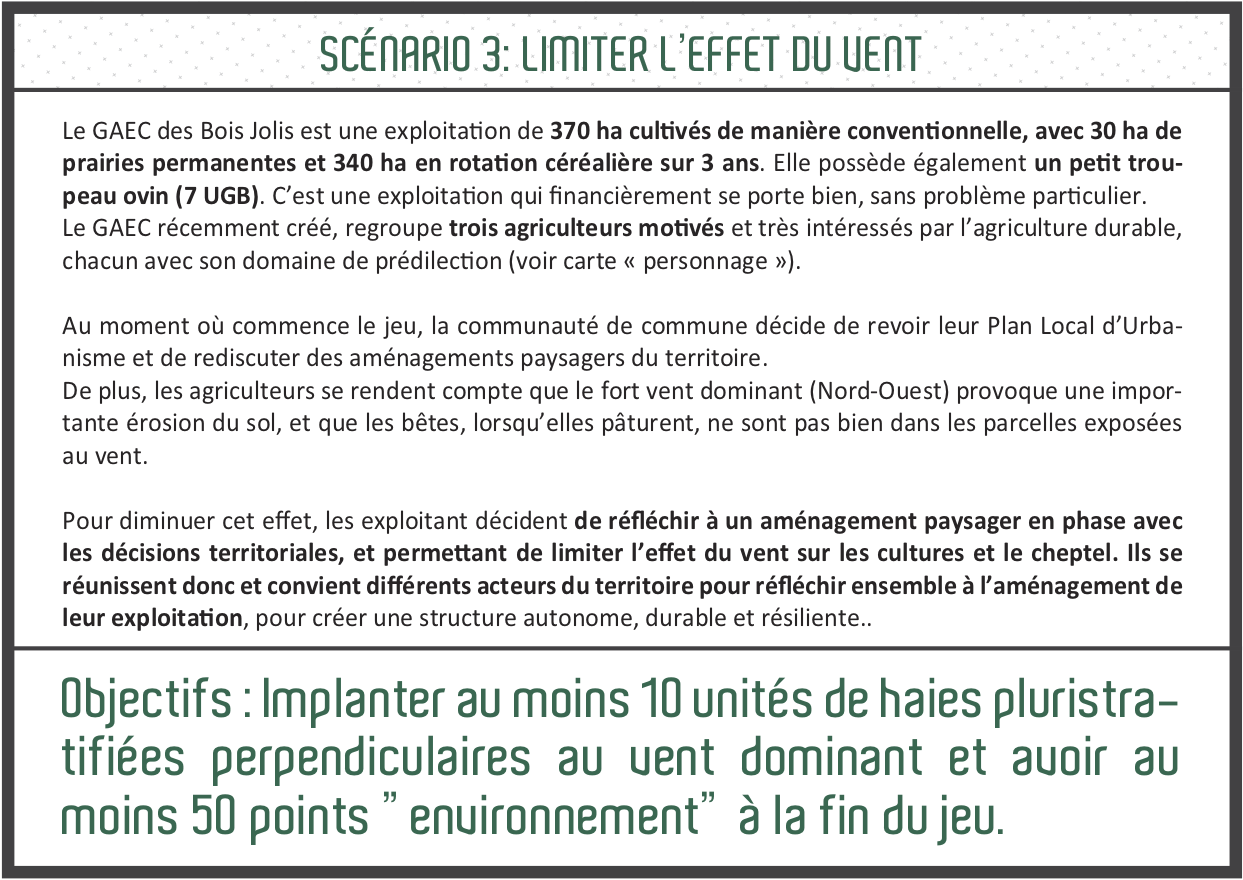 SCÉNARIO 3: LIMITER L'EFFET DU VENT
Le GAEC des Bois Jolis est une exploitation de 370 ha cultivés de manière conventionnelle, avec 30 ha de
prairies permanentes et 340 ha en rotation céréalière sur 3 ans. Elle possède également un petit trou-
peau ovin (7 UGB). C'est une exploitation qui financièrement se porte bien, sans problème particulier.
Le GAEC récemment créé, regroupe trois agriculteurs motivés et très intéressés par l'agriculture durable,
chacun avec son domaine de prédilection (voir carte « personnage »).
Au moment où commence le jeu, la communauté de commune décide de revoir leur Plan Local d'Urba-
nisme et de rediscuter des aménagements paysagers du territoire.
De plus, les agriculteurs se rendent compte que le fort vent dominant (Nord-Ouest) provoque une impor-
tante érosion du sol, et que les bêtes, lorsqu'elles pâturent, ne sont pas bien dans les parcelles exposées
au vent.
Pour diminuer cet effet, les exploitant décident de réfléchir à un aménagement paysager en phase avec
les décisions territoriales, et permettant de limiter l'effet du vent sur les cultures et le cheptel. Ils se
réunissent donc et convient différents acteurs du territoire pour réfléchir ensemble à l'aménagement de
leur exploitation, pour créer une structure autonome, durable et résiliente..
Objectifs : Implanter au moins 10 unités de haies pluristra-
tifiées perpendiculaires au vent dominant et avoir au
moins 50 points " environnement" à la fin du jeu.